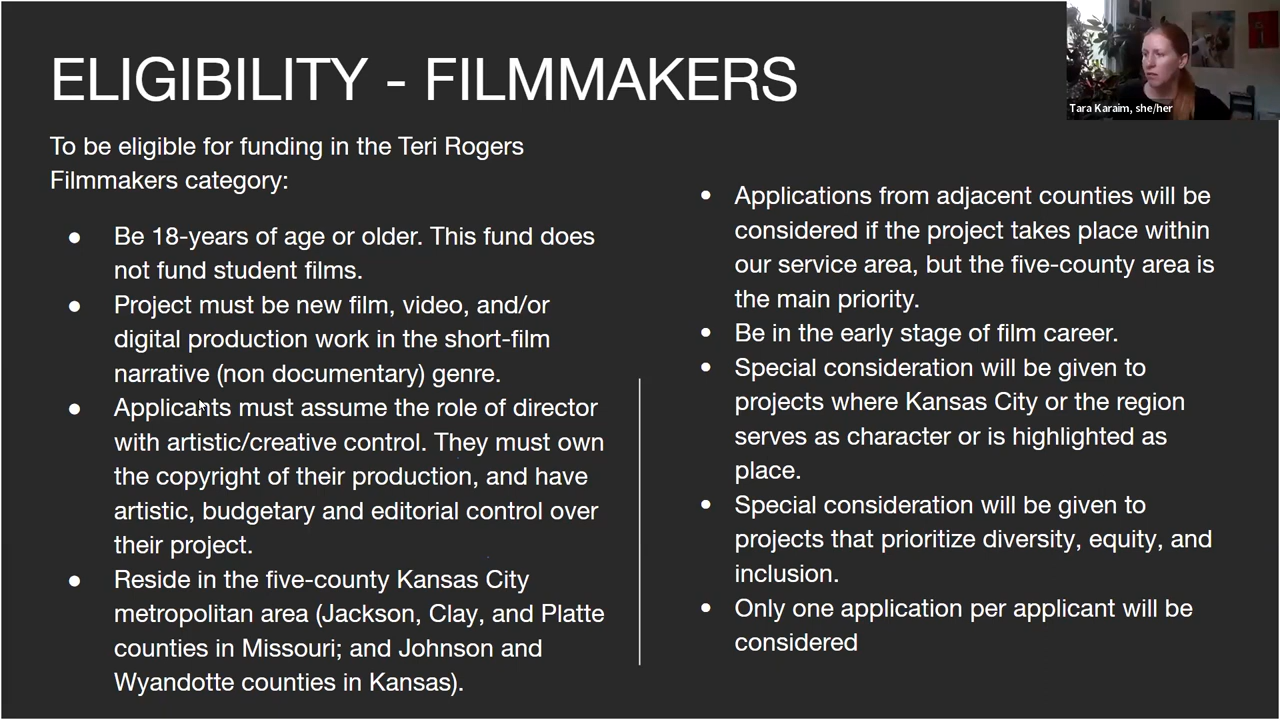 ELIGIBILITY - FILMMAKERS
Tara Karaim, she/her
To be eligible for funding in the Teri Rogers
Filmmakers category:
● Be 18-years of age or older. This fund does
not fund student films.
● Project must be new film, video, and/or
digital production work in the short-film
narrative (non documentary) genre.
● Applicants must assume the role of director
with artistic/creative control. They must own
the copyright of their production, and have
artistic, budgetary and editorial control over
their project.
● Reside in the five-county Kansas City
metropolitan area (Jackson, Clay, and Platte
counties in Missouri; and Johnson and
Wyandotte counties in Kansas).
● Applications from adjacent counties will be
considered if the project takes place within
our service area, but the five-county area is
the main priority.
● Be in the early stage of film career.
● Special consideration will be given to
projects where Kansas City or the region
serves as character or is highlighted as
place.
● Special consideration will be given to
projects that prioritize diversity, equity, and
inclusion.
● Only one application per applicant will be
considered